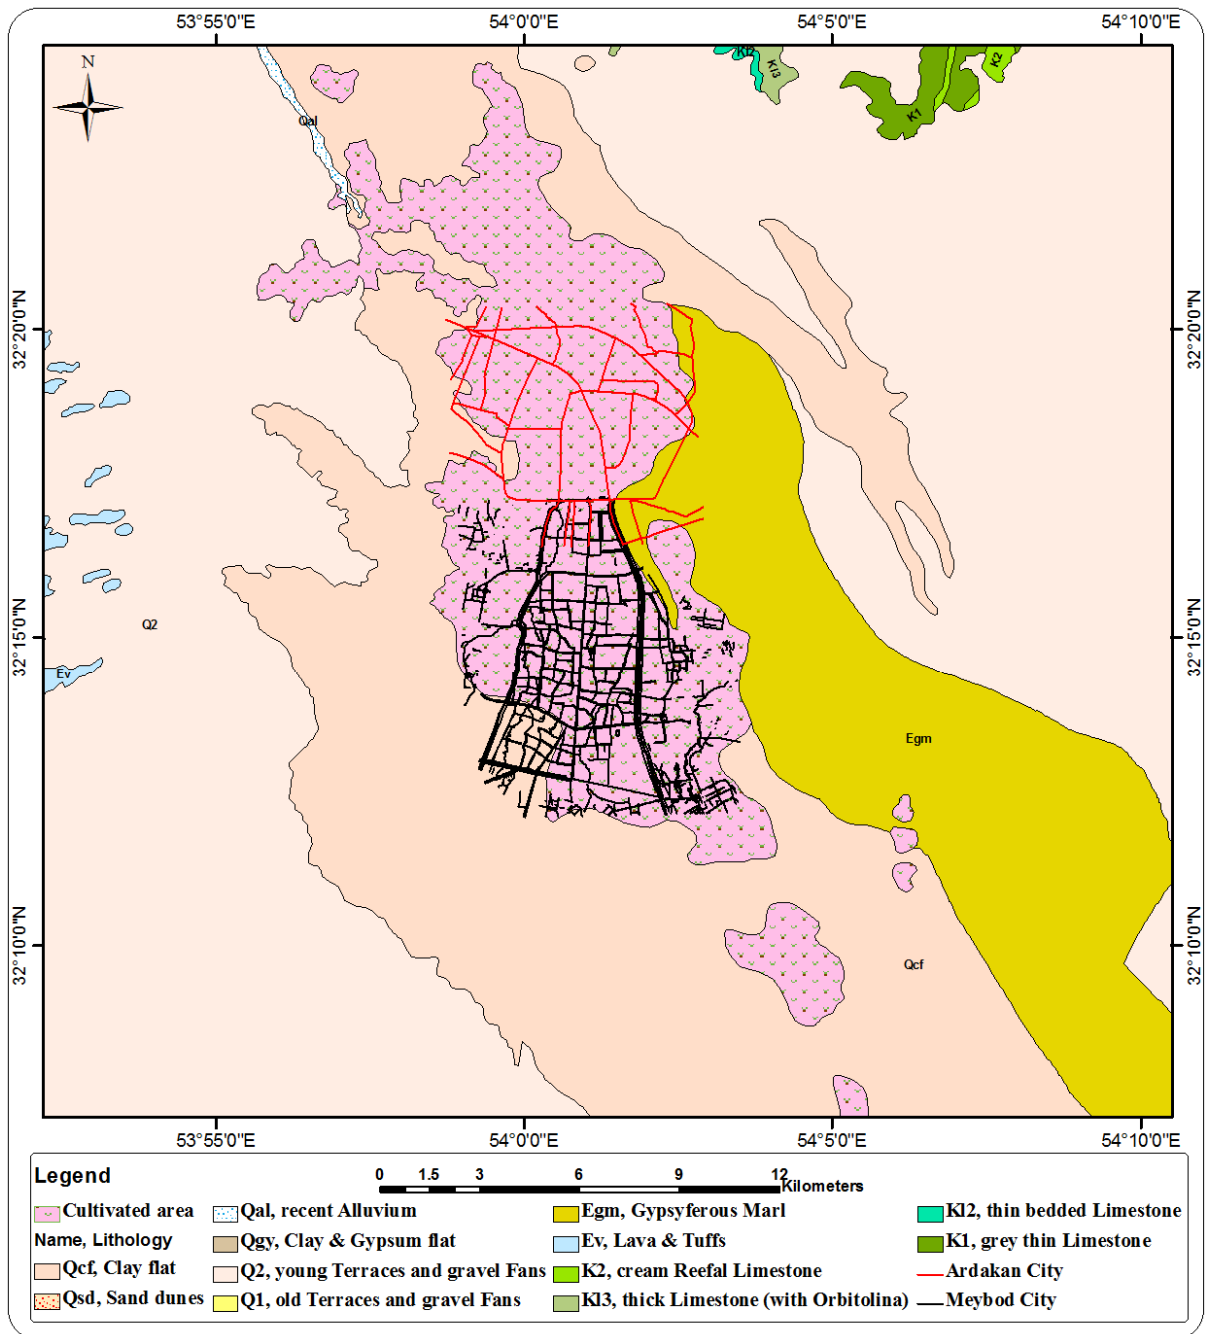 53°55'0"E 54°0'0"E 54°5'0"E 54°10'0"E
N
Kl2
Kl3
K2
K1
Qal
32°20'0"N 32°20'0"N
32°15'0"N 32°15'0"N
Q2
Ev
Egm
32°10'0"N 32°10'0"N
Qcf
53°55'0"E 54°0'0"E 54°5'0"E 54°10'0"E
Legend
0 1.5 3 6 9 12
Kilometers
Cultivated area
Name, Lithology
Qcf, Clay flat
Qsd, Sand dunes
Qal, recent Alluvium
Qgy, Clay & Gypsum flat
Q2, young Terraces and gravel Fans
Q1, old Terraces and gravel Fans
Egm, Gypsyferous Marl
Ev, Lava & Tuffs
K2, cream Reefal Limestone
Kl3, thick Limestone (with Orbitolina)
Kl2, thin bedded Limestone
K1, grey thin Limestone
Ardakan City
Meybod City